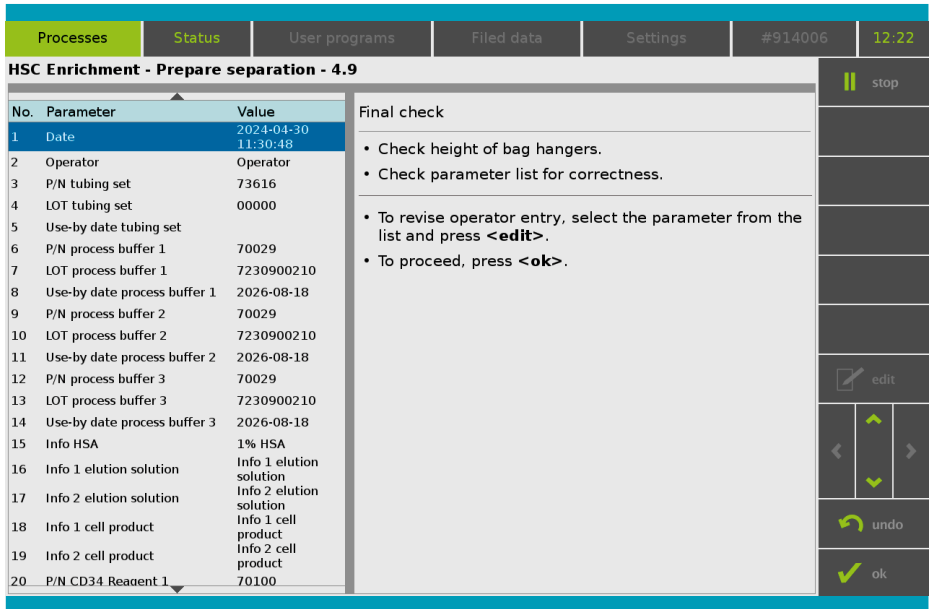 Processes Status User programs Filed data Settings #914006 12:22
HSC Enrichment - Prepare separation - 4.9
stop
No. Parameter Value
1 Date 2024-04-30
11:30:48
2 Operator Operator
3 P/N tubing set 73616
4 LOT tubing set 00000
5 Use-by date tubing set
6 P/N process buffer 1 70029
7 LOT process buffer 1 7230900210
8 Use-by date process buffer 1 2026-08-18
9 P/N process buffer 2 70029
10 LOT process buffer 2 7230900210
11 Use-by date process buffer 2 2026-08-18
12 P/N process buffer 3 70029
13 LOT process buffer 3 7230900210
14 Use-by date process buffer 3 2026-08-18
15 Info HSA 1% HSA
16 Info 1 elution solution Info 1 elution
solution
17 Info 2 elution solution Info 2 elution
solution
18 Info 1 cell product Info 1 cell
product
19 Info 2 cell product Info 2 cell
product
20 P/N CD34 Reagent 1 70100
Final check
• Check height of bag hangers.
• Check parameter list for correctness.
• To revise operator entry, select the parameter from the
list and press <edit>.
• To proceed, press <ok>.
edit
undo
ok